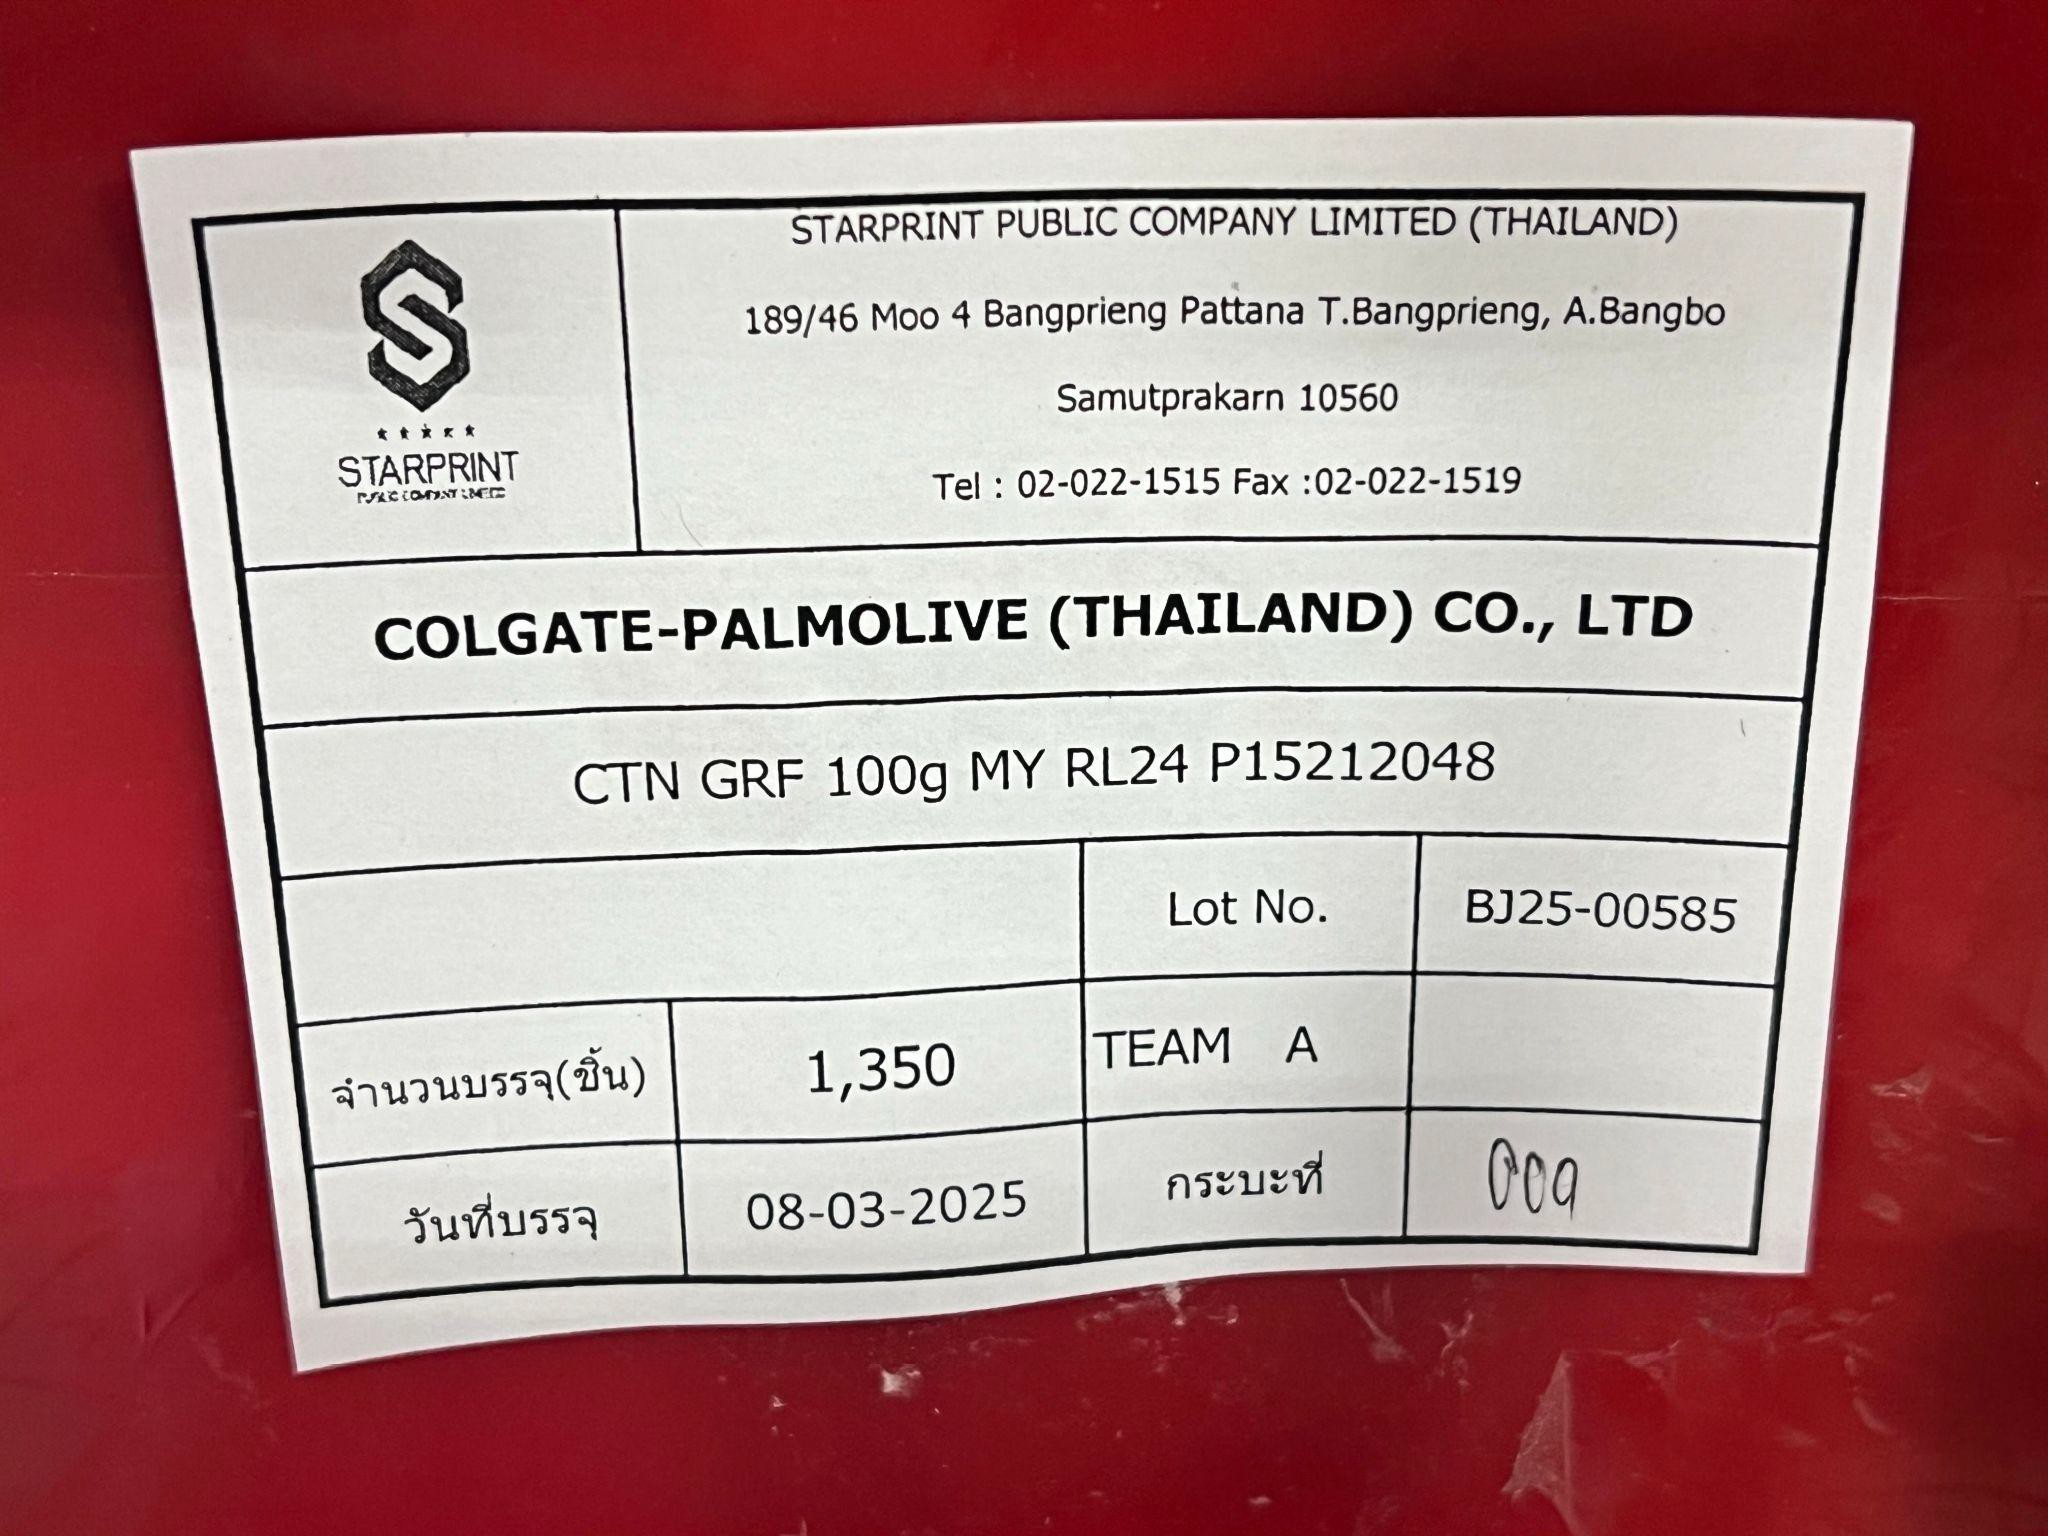 STARPRINT
PUBLIC COMPANY LIMITED
STARPRINT PUBLIC COMPANY LIMITED (THAILAND)
189/46 Moo 4 Bangprieng Pattana T.Bangprieng, A.Bangbo
Samutprakarn 10560
Tel : 02-022-1515 Fax :02-022-1519
COLGATE-PALMOLIVE (THAILAND) CO., LTD
CTN GRF 100g MY RL24 P15212048
Lot No. BJ25-00585
จำนวนบรรจุ(ชิ้น) 1,350 TEAM A
วันที่บรรจุ 08-03-2025 กระบะที่ 009